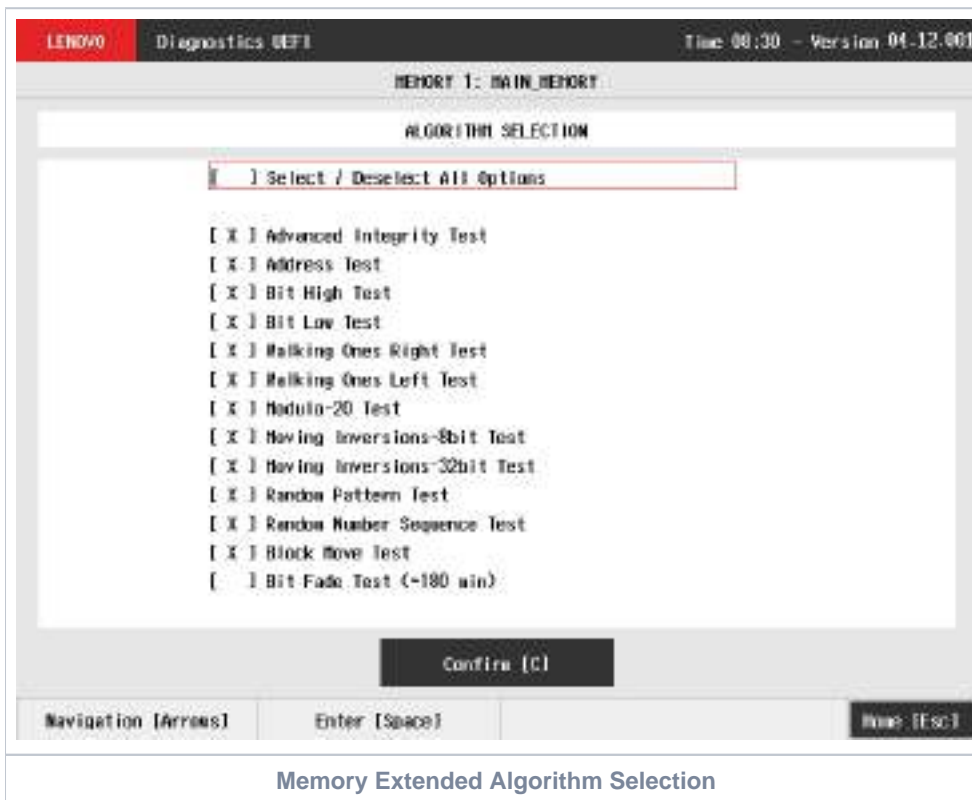 LENOVO Diagnostics UEFI Time 08:30 - Version 04.12.001
MEMORY 1: MAIN_MEMORY
ALGORITHM SELECTION
[   ] Select / Deselect All Options
[ X ] Advanced Integrity Test
[ X ] Address Test
[ X ] Bit High Test
[ X ] Bit Low Test
[ X ] Walking Ones Right Test
[ X ] Walking Ones Left Test
[ X ] Modulo-20 Test
[ X ] Moving Inversions-8bit Test
[ X ] Moving Inversions-32bit Test
[ X ] Random Pattern Test
[ X ] Random Number Sequence Test
[ X ] Block Move Test
[   ] Bit Fade Test (~180 min)
Confirm [C]
Navigation [Arrows] Enter [Space] Home [Esc]
Memory Extended Algorithm Selection